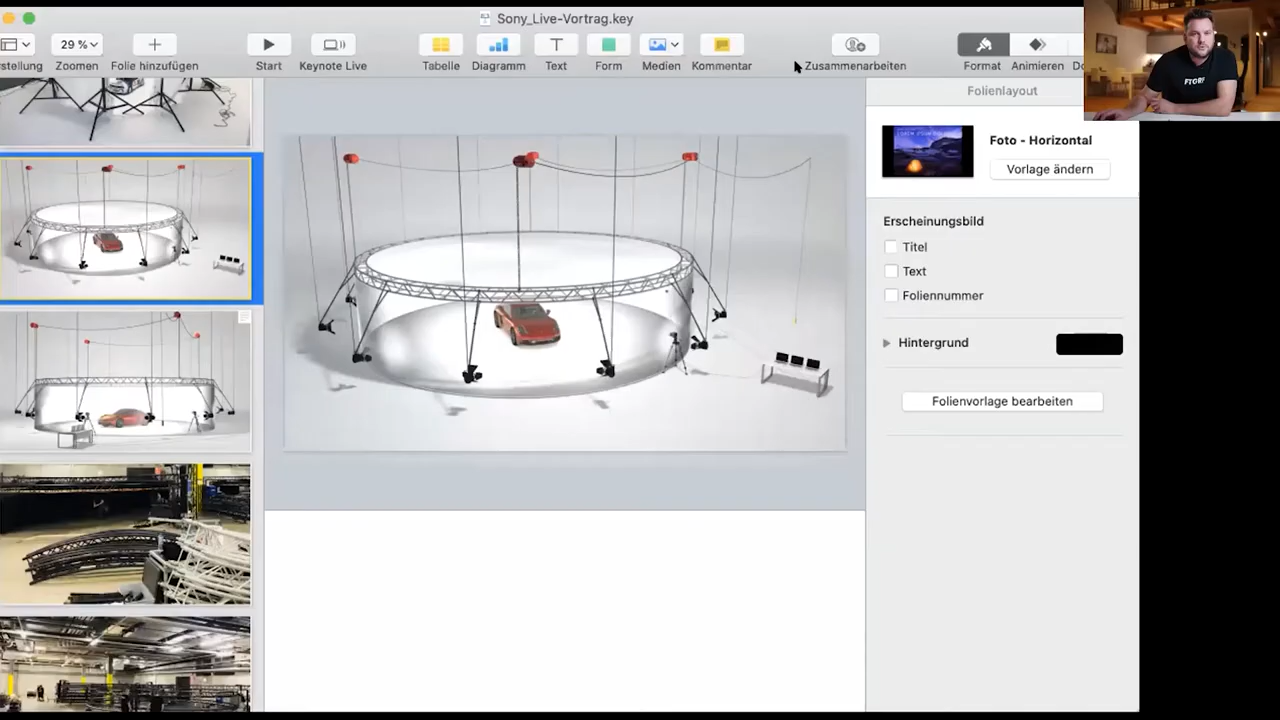 Sony_Live-Vortrag.key
29 %
stellung
Zoomen
Folie hinzufügen
Start
Keynote Live
Tabelle
Diagramm
Text
Form
Medien
Kommentar
Zusammenarbeiten
Format
Animieren
Folienlayout
Foto - Horizontal
Vorlage ändern
Erscheinungsbild
Titel
Text
Foliennummer
Hintergrund
Folienvorlage bearbeiten